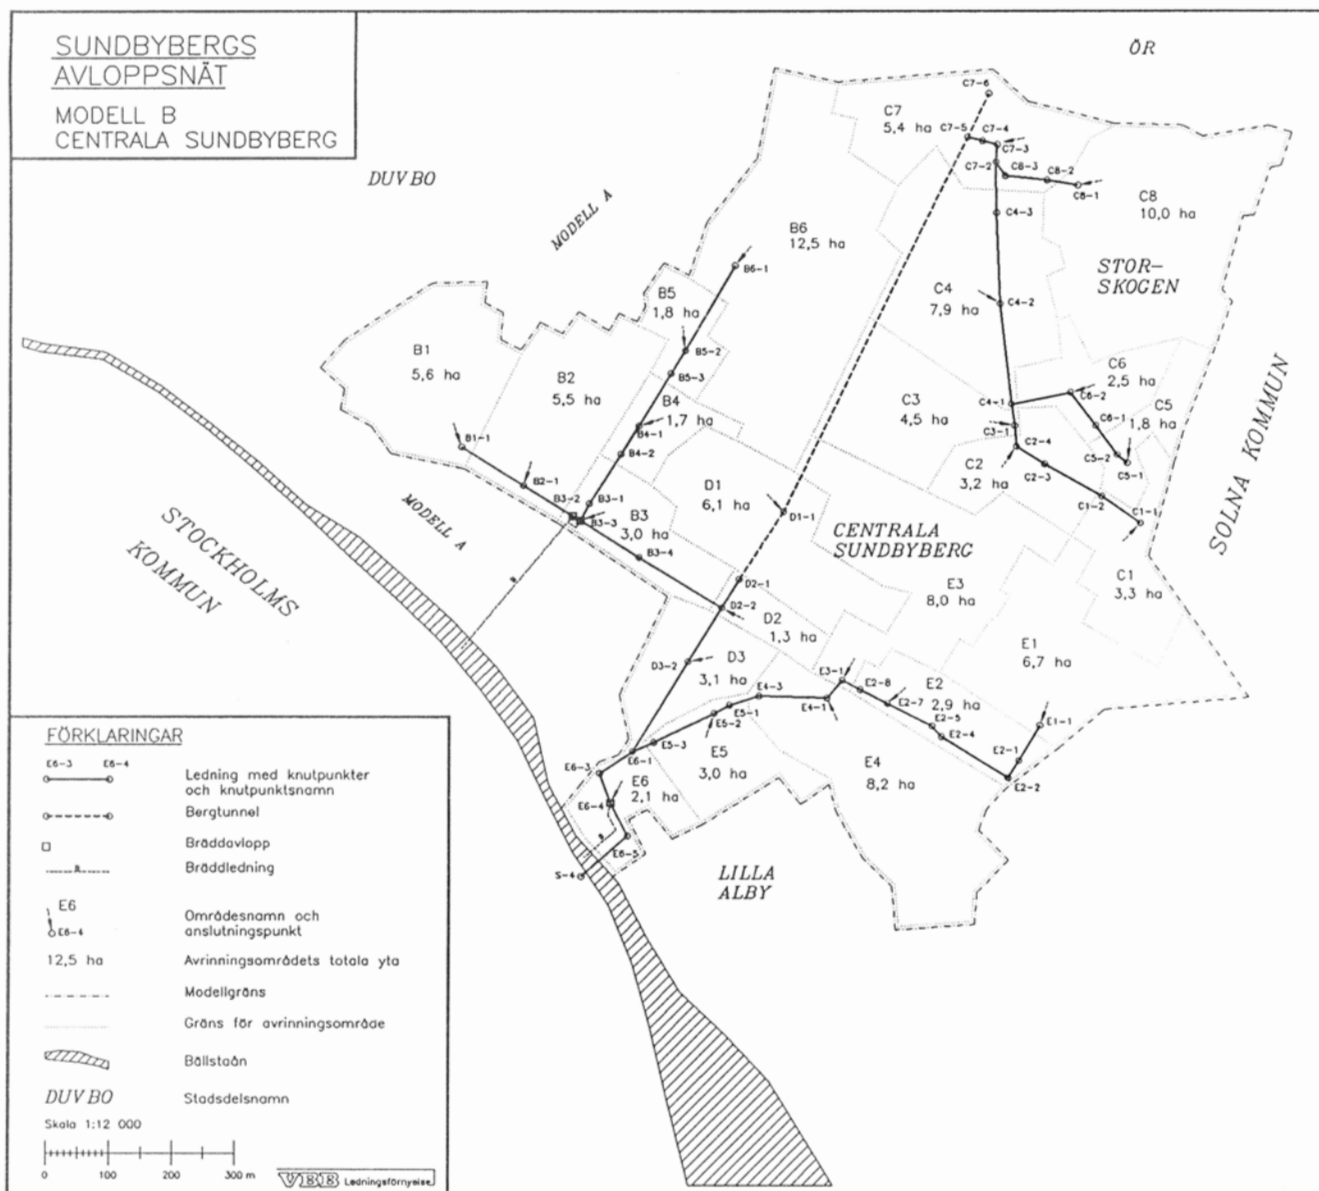 SUNDBYBERGS
AVLOPPSNÄT
MODELL B
CENTRALA SUNDBYBERG
ÖR
C7-6
C7
5,4 ha
C7-5
C7-4
C7-3
C7-2
C8-3
C8-2
C8-1
C8
10,0 ha
DUVBO
MODELL A
B6
12,5 ha
C4-3
B6-1
STOR-
SKOGEN
B5
1,8 ha
C4
7,9 ha
C4-2
B1
5,6 ha
B2
5,5 ha
B5-2
B5-3
C6
2,5 ha
C6-2
B4
1,7 ha
C3
4,5 ha
C4-1
C5
1,8 ha
C6-1
C3-1
B4-1
B1-1
B4-2
C2-4
C5-2
C5-1
C2
3,2 ha
C2-3
B2-1
D1
6,1 ha
B3-2
B3-1
B3
3,0 ha
B3-3
MODELL A
D1-1
C1-2
C1-1
CENTRALA
SUNDBYBERG
SOLNA KOMMUN
STOCKHOLMS
KOMMUN
B3-4
D2-1
E3
8,0 ha
C1
3,3 ha
D2-2
D2
1,3 ha
E1
6,7 ha
D3-2
D3
3,1 ha
E3-1
E2-8
E4-3
E4-1
E2-7
E2
2,9 ha
E2-5
E2-4
E1-1
E5-1
E5-2
E5-3
E5
3,0 ha
E4
8,2 ha
E2-1
E2-2
E6-1
E6-3
E6
2,1 ha
E6-4
E6-5
S-4
LILLA
ALBY
FÖRKLARINGAR
E6-3 E6-4
Ledning med knutpunkter
och knutpunktsnamn
Bergtunnel
Bräddavlopp
Bräddledning
E6
E6-4
Områdesnamn och
anslutningspunkt
12,5 ha Avrinningsområdets totala yta
Modellgräns
Gräns för avrinningsområde
Bällstaån
DUVBO Stadsdelsnamn
Skala 1:12 000
0 100 200 300 m
VBB Ledningsförnyelse